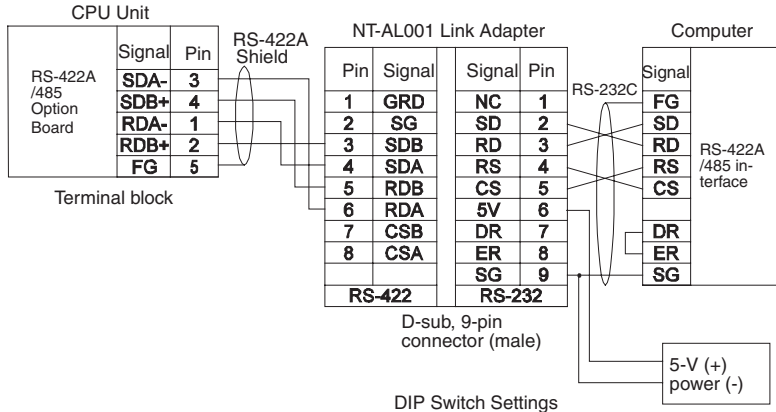 CPU Unit
Signal Pin
RS-422A
/485
Option
Board
SDA- 3
SDB+ 4
RDA- 1
RDB+ 2
FG 5
Terminal block
RS-422A
Shield
NT-AL001 Link Adapter
Pin Signal
1 GRD
2 SG
3 SDB
4 SDA
5 RDB
6 RDA
7 CSB
8 CSA
RS-422
Signal Pin
NC 1
SD 2
RD 3
RS 4
CS 5
5V 6
DR 7
ER 8
SG 9
RS-232
D-sub, 9-pin
connector (male)
RS-232C
Computer
Signal
FG
SD
RD
RS
CS
DR
ER
SG
RS-422A
/485 in-
terface
5-V (+)
power (-)
DIP Switch Settings